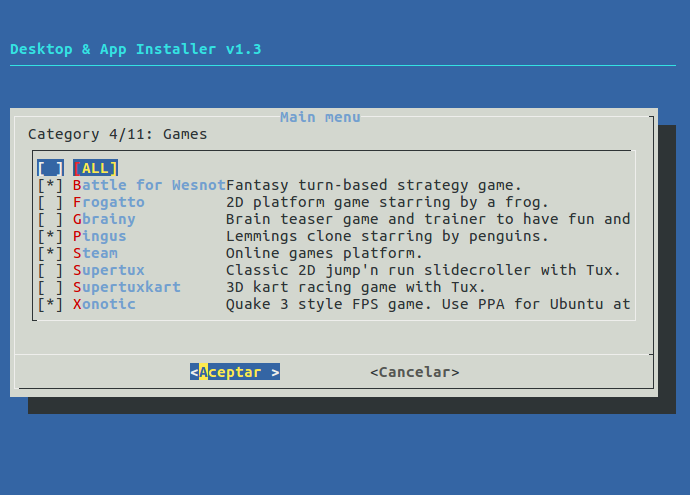 Desktop & App Installer v1.3
Main menu
Category 4/11: Games
[ ] [ALL]
[*] Battle for WesnotFantasy turn-based strategy game.
[ ] Frogatto 2D platform game starring by a frog.
[ ] Gbrainy Brain teaser game and trainer to have fun and
[*] Pingus Lemmings clone starring by penguins.
[*] Steam Online games platform.
[ ] Supertux Classic 2D jump'n run slidecroller with Tux.
[ ] Supertuxkart 3D kart racing game with Tux.
[*] Xonotic Quake 3 style FPS game. Use PPA for Ubuntu at
<Aceptar > <Cancelar>